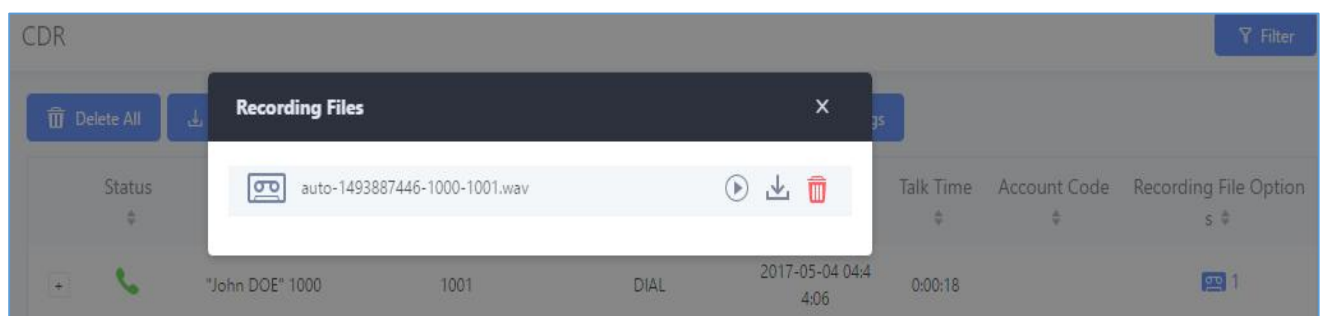 CDR
Filter
Delete All
Recording Files
X
gs
auto-1493887446-1000-1001.wav
Status
Talk Time
Account Code
Recording File Option
s
+
"John DOE" 1000
1001
DIAL
2017-05-04 04:4
4:06
0:00:18
1